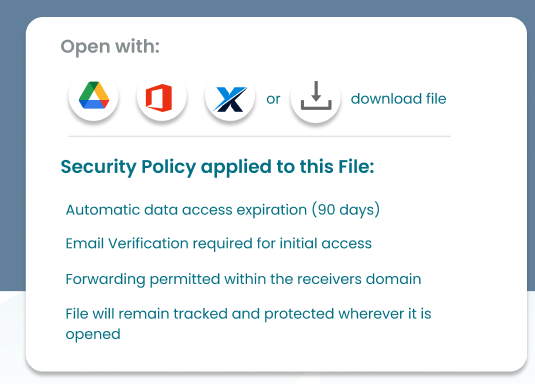 Open with:
or
download file
Security Policy applied to this File:
Automatic data access expiration (90 days)
Email Verification required for initial access
Forwarding permitted within the receivers domain
File will remain tracked and protected wherever it is
opened